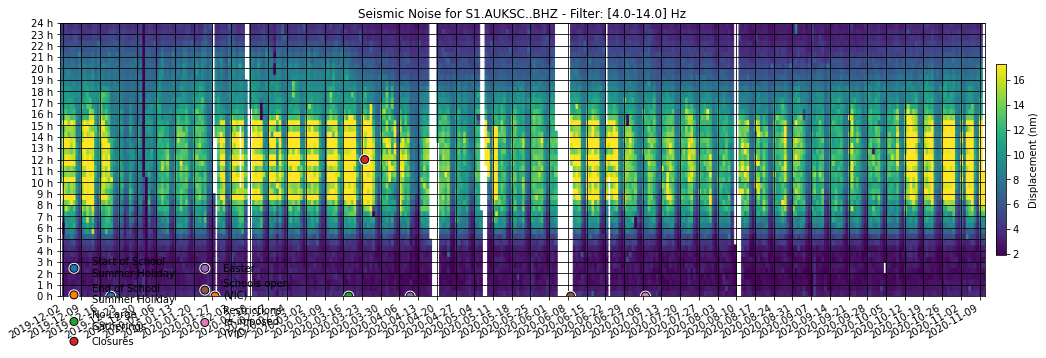 Seismic Noise for S1.AUKSC..BHZ - Filter: [4.0-14.0] Hz
24 h
23 h
22 h
21 h
20 h
19 h
18 h
17 h
16 h
15 h
14 h
13 h
12 h
11 h
10 h
9 h
8 h
7 h
6 h
5 h
4 h
3 h
2 h
1 h
0 h
16
14
12
10
8
6
4
2
Displacement (nm)
Start of School
Summer Holiday
End of School
Summer Holiday
No Large
Gatherings
Closures
Easter
Schools open
(VIC)
Restrictions
re-imposed
(VIC)
2019-12-02
2020-03-09
2020-03-16
2020-03-23
2020-03-30
2020-04-06
2020-04-13
2020-04-20
2020-04-27
2020-05-04
2020-05-11
2020-05-18
2020-05-25
2020-06-01
2020-06-08
2020-06-15
2020-06-22
2020-06-29
2020-07-06
2020-07-13
2020-07-20
2020-07-27
2020-08-03
2020-08-10
2020-08-17
2020-08-24
2020-08-31
2020-09-07
2020-09-14
2020-09-21
2020-09-28
2020-10-05
2020-10-12
2020-10-19
2020-10-26
2020-11-02
2020-11-09